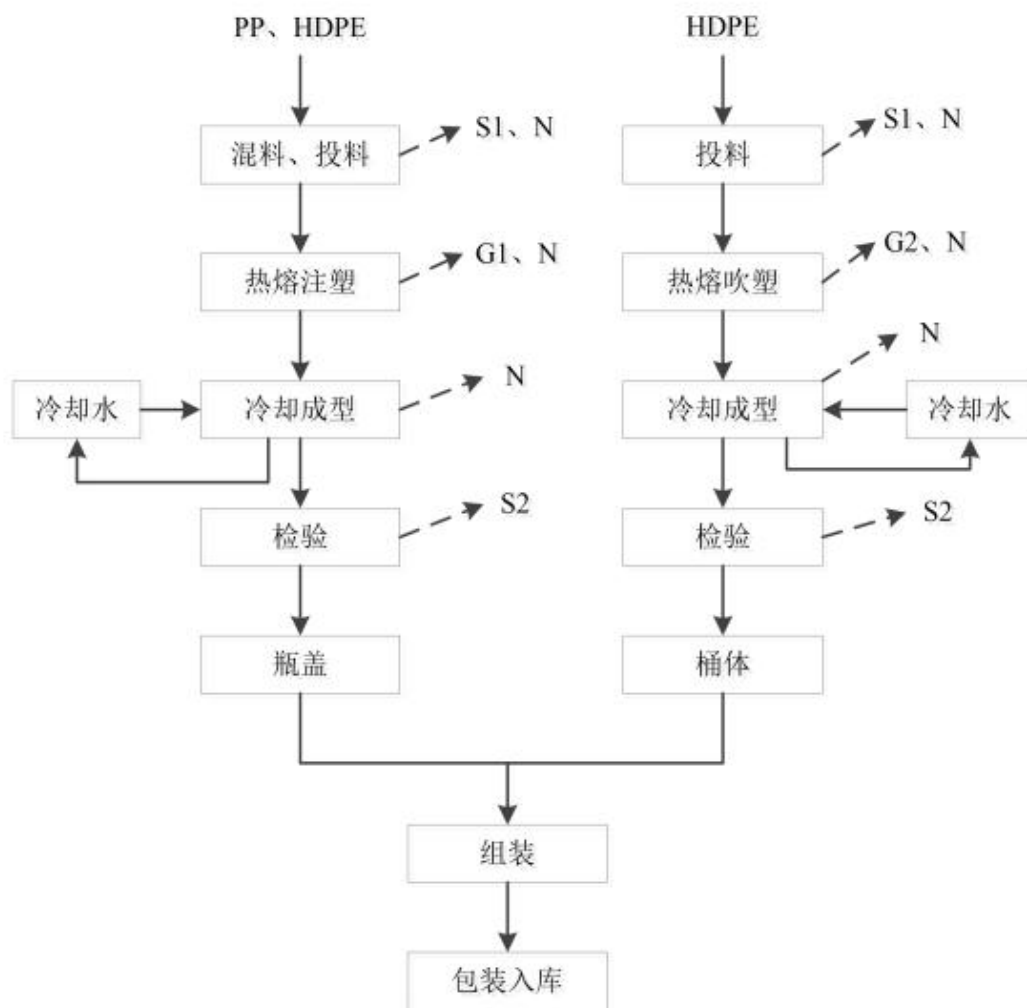 PP、HDPE
HDPE
混料、投料
S1、N
投料
S1、N
热熔注塑
G1、N
热熔吹塑
G2、N
冷却水
冷却成型
N
冷却成型
N
冷却水
检验
S2
检验
S2
瓶盖
桶体
组装
包装入库